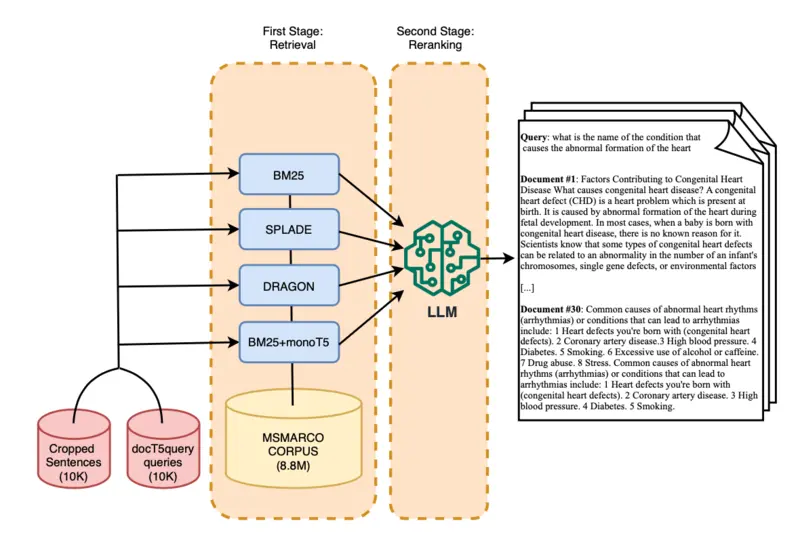 First Stage:
Retrieval
Second Stage:
Reranking
BM25
SPLADE
DRAGON
BM25+monoT5
MSMARCO
CORPUS
(8.8M)
Cropped
Sentences
(10K)
docT5query
queries
(10K)
LLM
Query: what is the name of the condition that
causes the abnormal formation of the heart
Document #1: Factors Contributing to Congenital Heart
Disease What causes congenital heart disease? A congenital
heart defect (CHD) is a heart problem which is present at
birth. It is caused by abnormal formation of the heart during
fetal development. In most cases, when a baby is born with
congenital heart disease, there is no known reason for it.
Scientists know that some types of congenital heart defects
can be related to an abnormality in the number of an infant's
chromosomes, single gene defects, or environmental factors
[...]
Document #30: Common causes of abnormal heart rhythms
(arrhythmias) or conditions that can lead to arrhythmias
include: 1 Heart defects you're born with (congenital heart
defects). 2 Coronary artery disease.3 High blood pressure. 4
Diabetes. 5 Smoking. 6 Excessive use of alcohol or caffeine.
7 Drug abuse. 8 Stress. Common causes of abnormal heart
rhythms (arrhythmias) or conditions that can lead to
arrhythmias include: 1 Heart defects you're born with
(congenital heart defects). 2 Coronary artery disease. 3 High
blood pressure. 4 Diabetes. 5 Smoking.